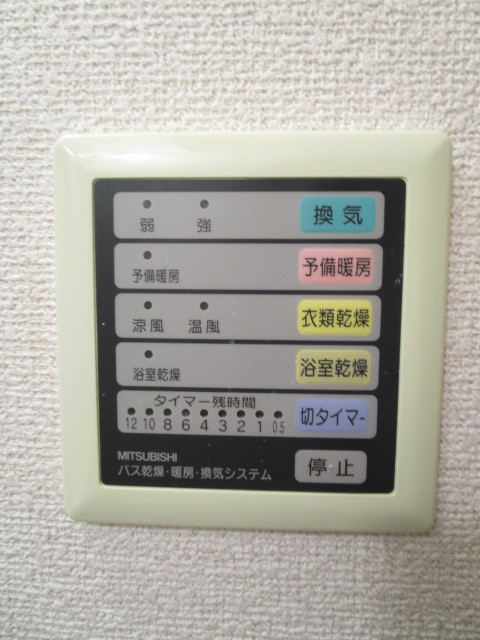 弱 強 換気
予備暖房 予備暖房
涼風 温風 衣類乾燥
浴室乾燥 浴室乾燥
タイマー残時間
12 10 8 6 4 3 2 1 0.5 切タイマー
MITSUBISHI
バス乾燥・暖房・換気システム 停止